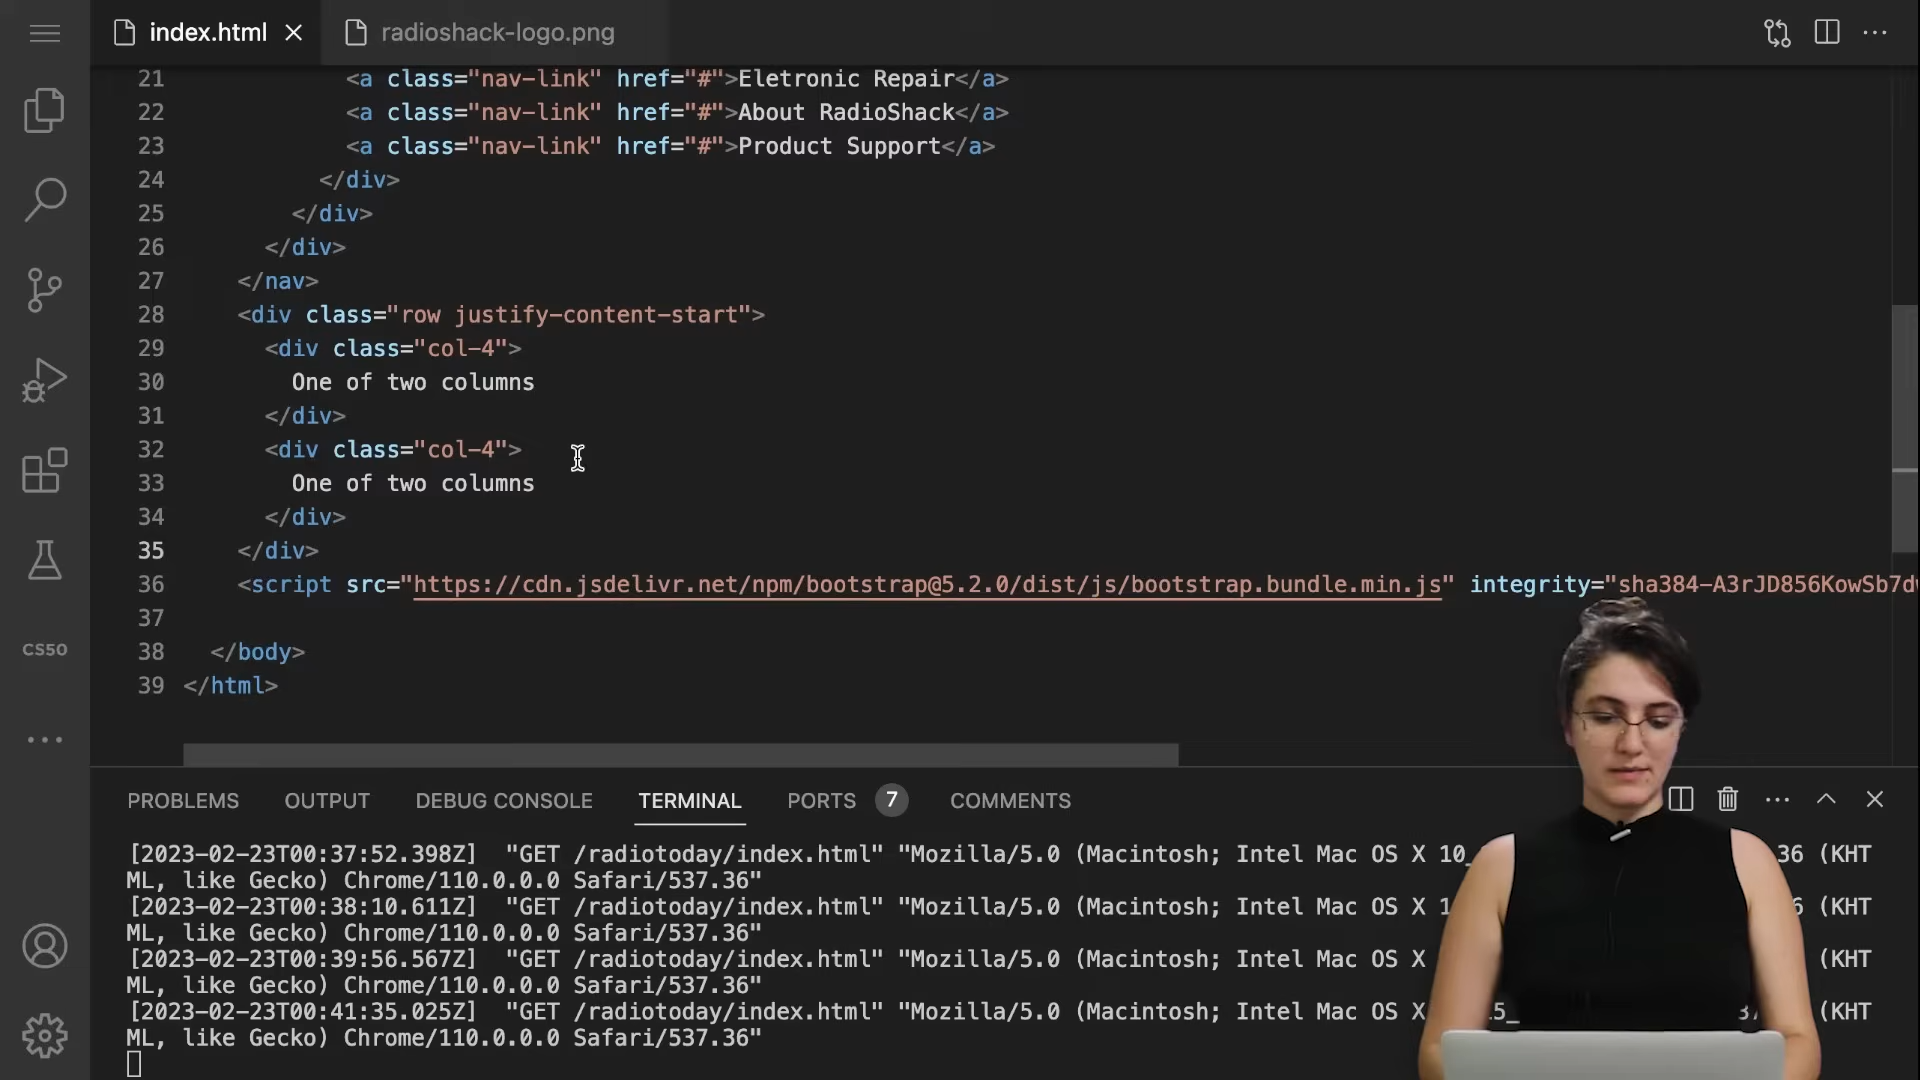 index.html radioshack-logo.png
21 <a class="nav-link" href="#">Eletronic Repair</a>
22 <a class="nav-link" href="#">About RadioShack</a>
23 <a class="nav-link" href="#">Product Support</a>
24 </div>
25 </div>
26 </div>
27 </nav>
28 <div class="row justify-content-start">
29 <div class="col-4">
30 One of two columns
31 </div>
32 <div class="col-4">
33 One of two columns
34 </div>
35 </div>
36 <script src="https://cdn.jsdelivr.net/npm/bootstrap@5.2.0/dist/js/bootstrap.bundle.min.js" integrity="sha384-A3rJD856KowSb7d
37
38 </body>
39 </html>
CS50
PROBLEMS OUTPUT DEBUG CONSOLE TERMINAL PORTS 7 COMMENTS
[2023-02-23T00:37:52.398Z] "GET /radiotoday/index.html" "Mozilla/5.0 (Macintosh; Intel Mac OS X 10_ 36 (KHT
ML, like Gecko) Chrome/110.0.0.0 Safari/537.36"
[2023-02-23T00:38:10.611Z] "GET /radiotoday/index.html" "Mozilla/5.0 (Macintosh; Intel Mac OS X 1 6 (KHT
ML, like Gecko) Chrome/110.0.0.0 Safari/537.36"
[2023-02-23T00:39:56.567Z] "GET /radiotoday/index.html" "Mozilla/5.0 (Macintosh; Intel Mac OS X (KHT
ML, like Gecko) Chrome/110.0.0.0 Safari/537.36"
[2023-02-23T00:41:35.025Z] "GET /radiotoday/index.html" "Mozilla/5.0 (Macintosh; Intel Mac OS X 5_ 37 (KHT
ML, like Gecko) Chrome/110.0.0.0 Safari/537.36"